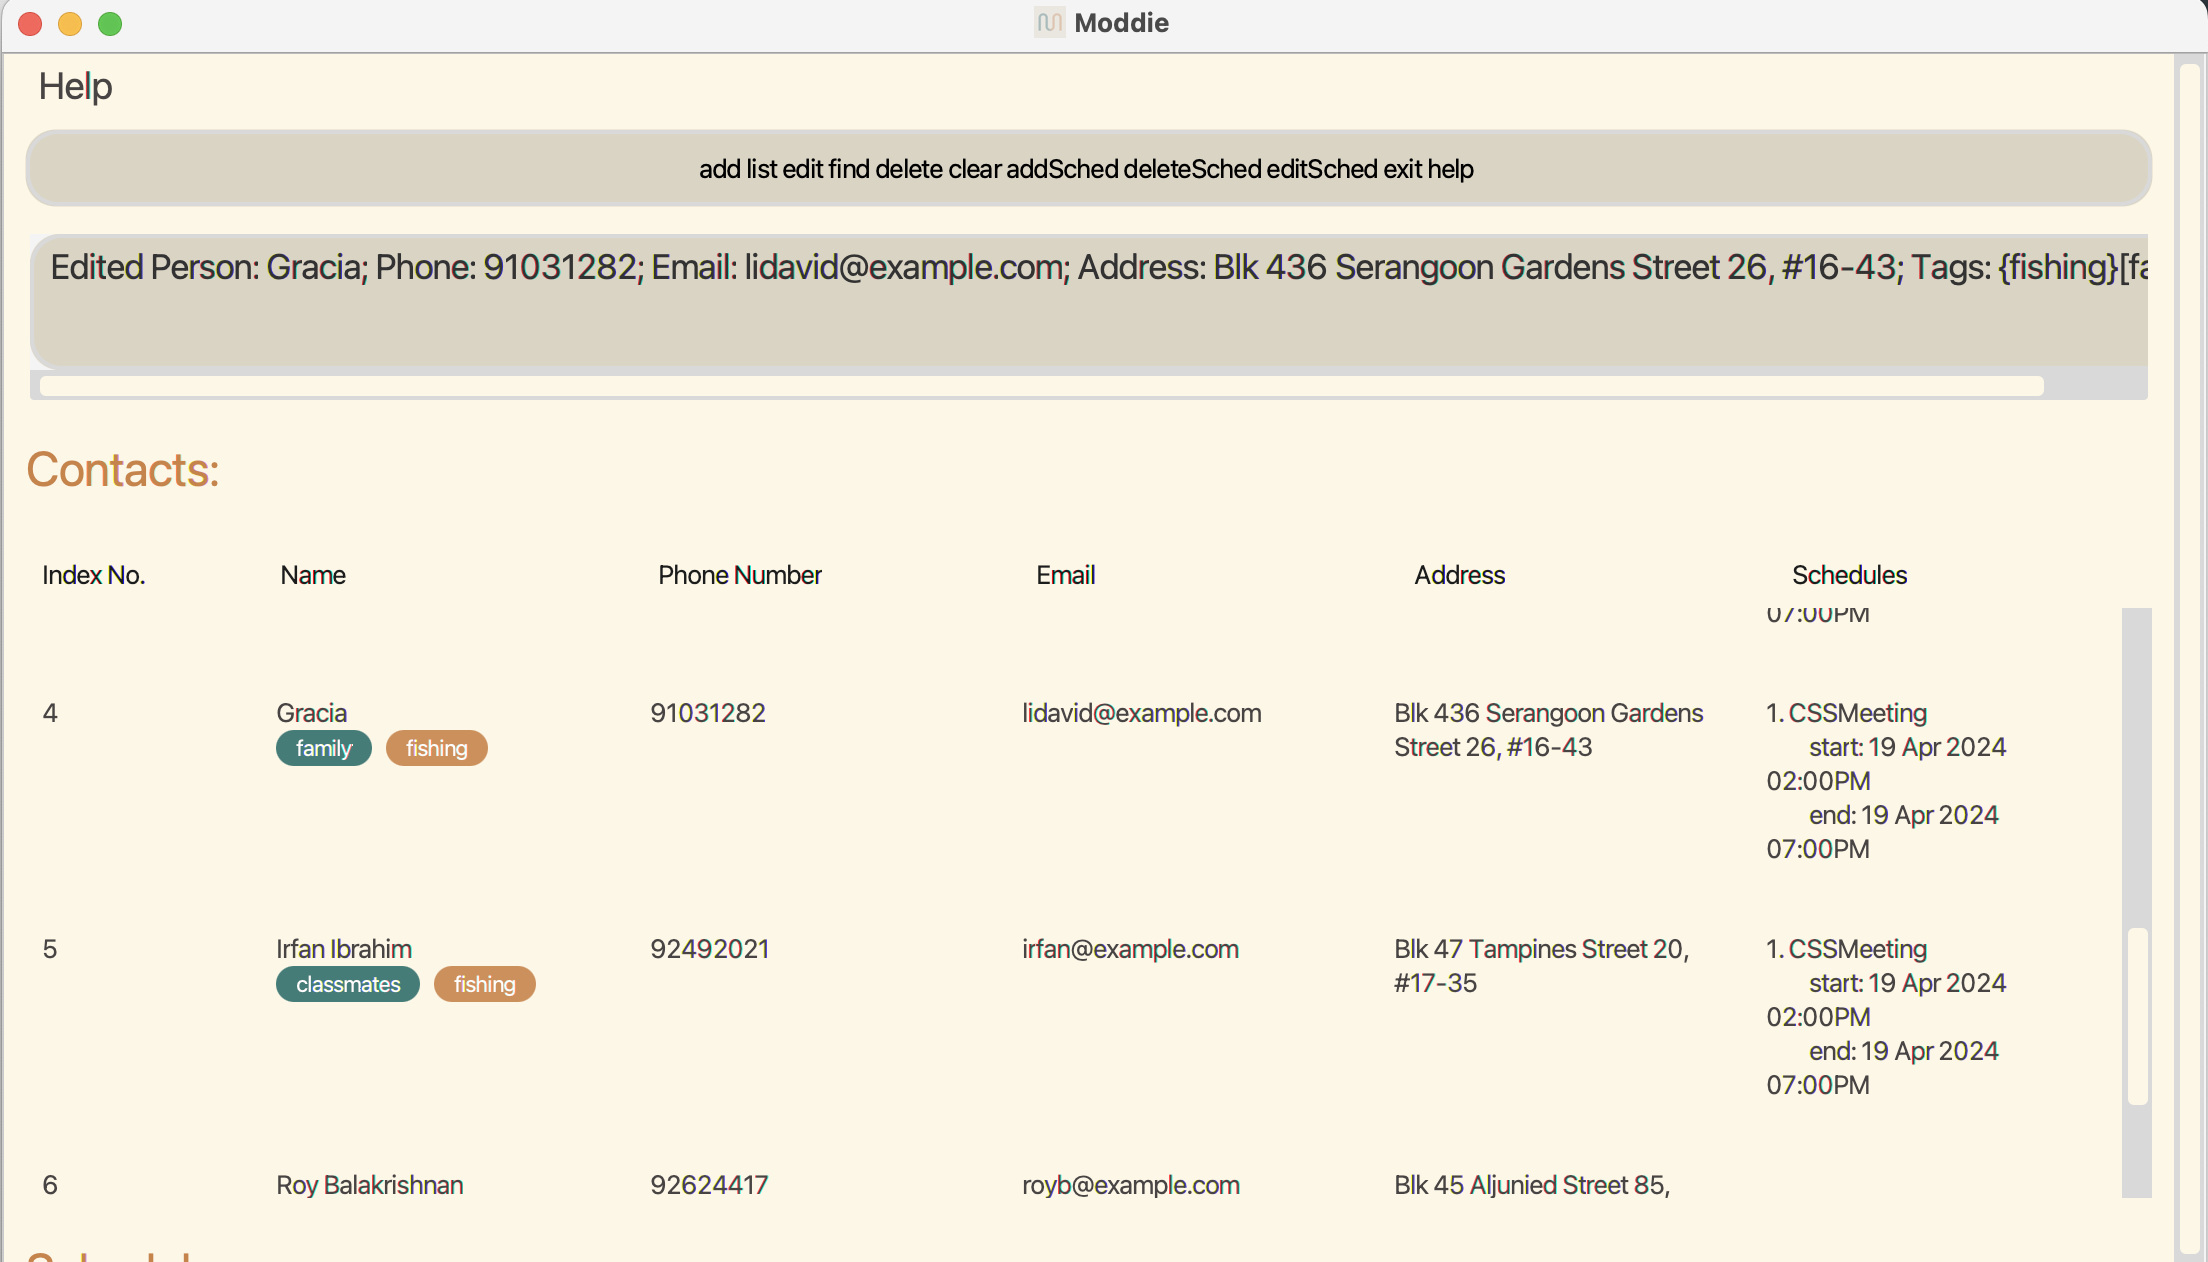 Moddie
Help
add list edit find delete clear addSched deleteSched editSched exit help
Edited Person: Gracia; Phone: 91031282; Email: lidavid@example.com; Address: Blk 436 Serangoon Gardens Street 26, #16-43; Tags: {fishing}[fa
Contacts:
Index No. Name Phone Number Email Address Schedules
07:00PM
4 Gracia 91031282 lidavid@example.com Blk 436 Serangoon Gardens 1. CSSMeeting
family fishing Street 26, #16-43 start: 19 Apr 2024
02:00PM
end: 19 Apr 2024
07:00PM
5 Irfan Ibrahim 92492021 irfan@example.com Blk 47 Tampines Street 20, 1. CSSMeeting
classmates fishing #17-35 start: 19 Apr 2024
02:00PM
end: 19 Apr 2024
07:00PM
6 Roy Balakrishnan 92624417 royb@example.com Blk 45 Aljunied Street 85,